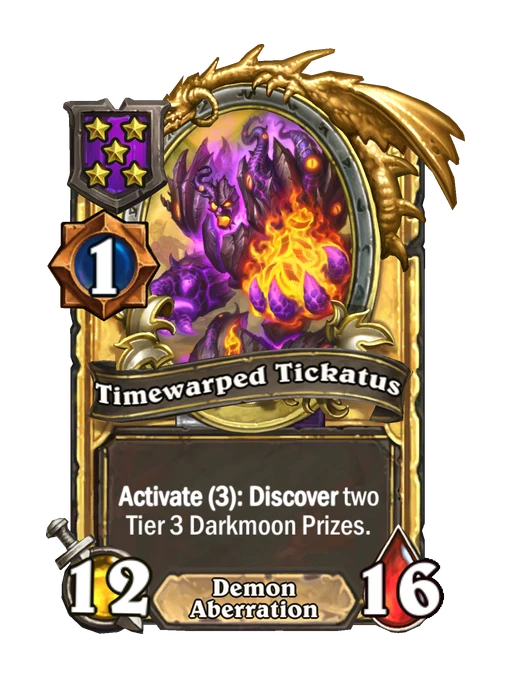 1
Timewarped Tickatus
Activate (3): Discover two
Tier 3 Darkmoon Prizes.
12
Demon
Aberration
16